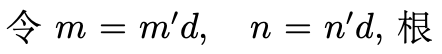 令 m = m′d, n = n′d, 根